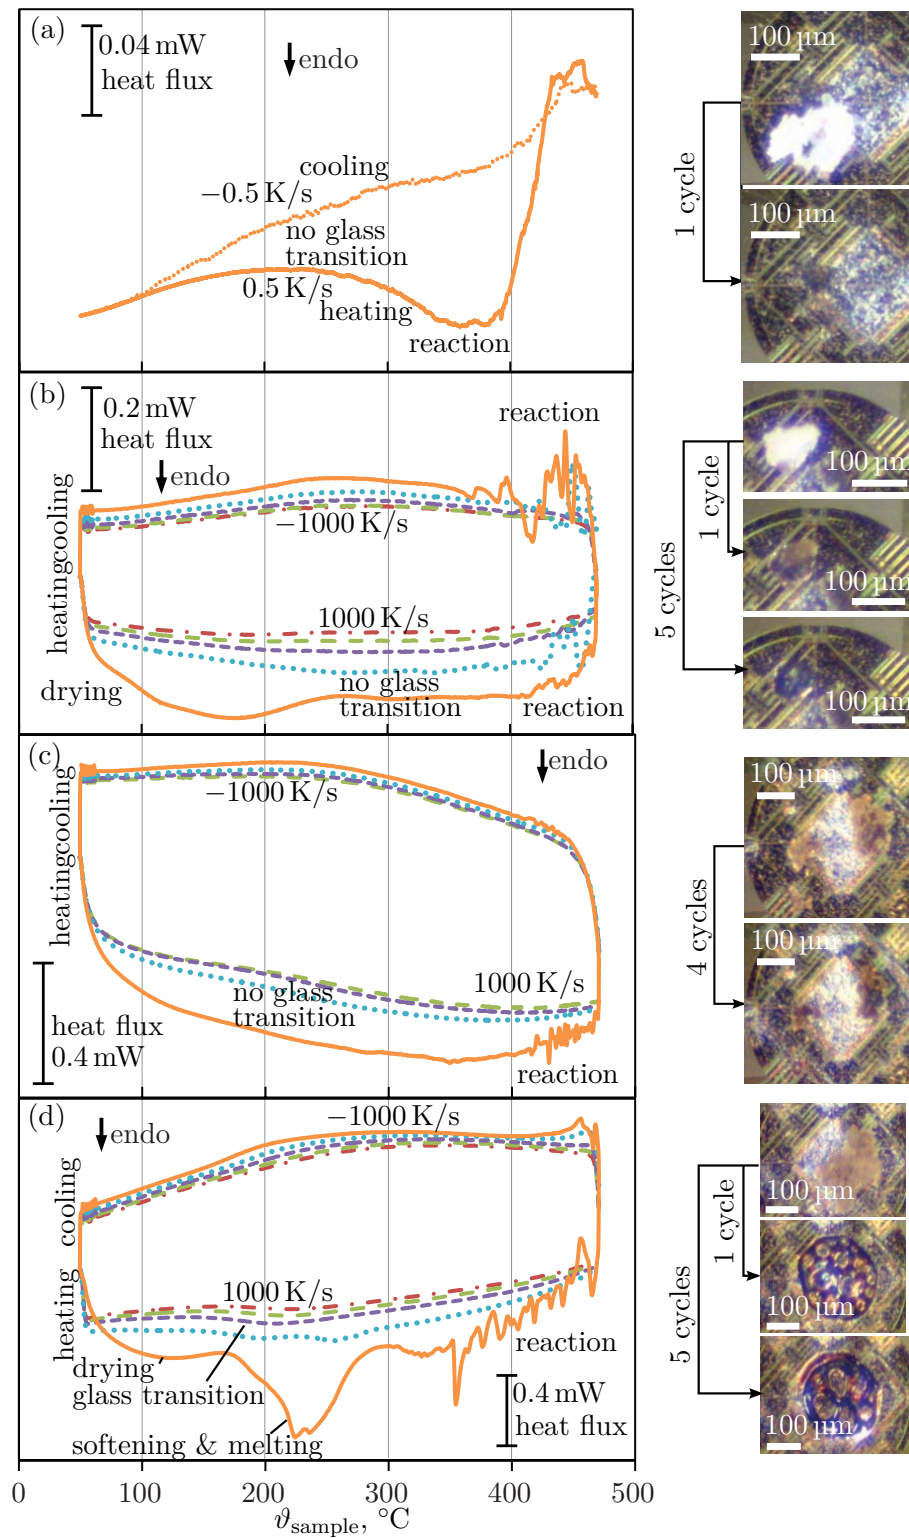 (a)
0.04 mW
heat flux
endo
cooling
−0.5 K/s
no glass
transition
0.5 K/s
heating
reaction
100 µm
1 cycle
100 µm
(b)
0.2 mW
heat flux
endo
reaction
cooling
heating
−1000 K/s
1000 K/s
drying
no glass
transition
reaction
100 µm
1 cycle
5 cycles
100 µm
100 µm
(c)
endo
cooling
heating
−1000 K/s
1000 K/s
no glass
transition
heat flux
0.4 mW
reaction
100 µm
4 cycles
100 µm
(d)
endo
−1000 K/s
cooling
heating
1000 K/s
drying
glass transition
softening & melting
reaction
0.4 mW
heat flux
100 µm
1 cycle
5 cycles
100 µm
100 µm
0 100 200 300 400 500
ϑsample, °C